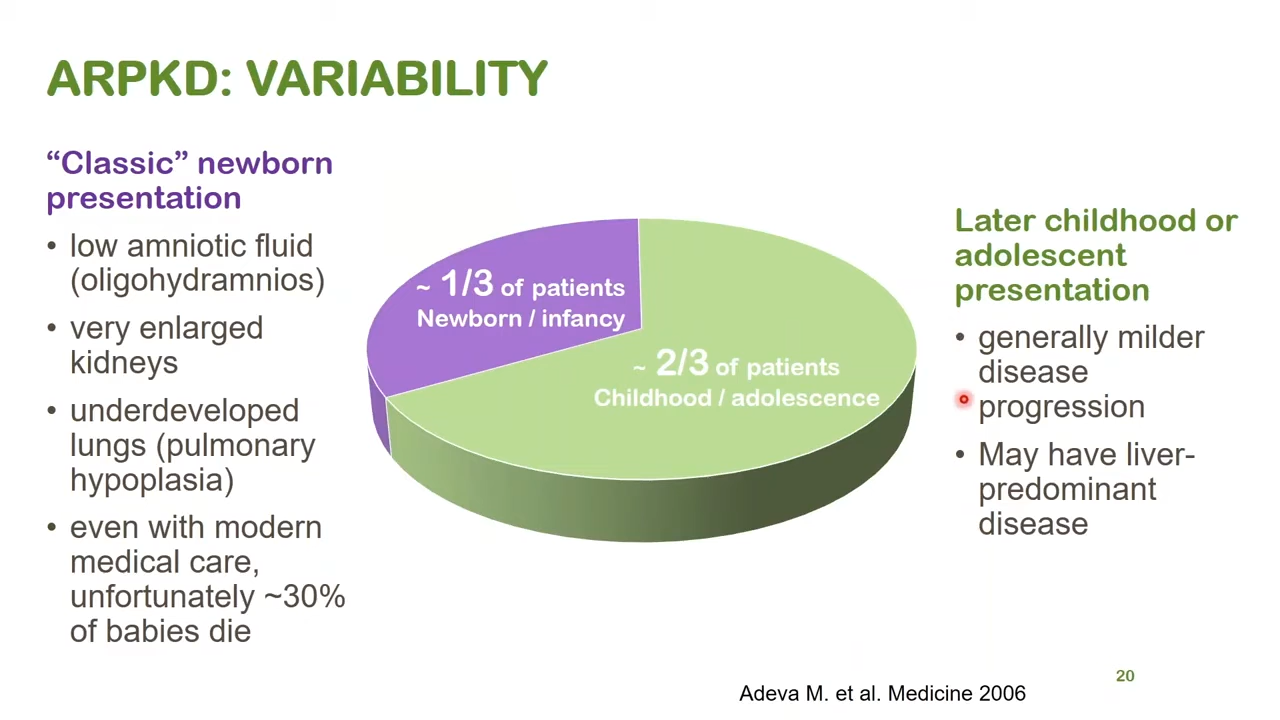 ARPKD: VARIABILITY
“Classic” newborn
presentation
• low amniotic fluid
(oligohydramnios)
• very enlarged
kidneys
• underdeveloped
lungs (pulmonary
hypoplasia)
• even with modern
medical care,
unfortunately ~30%
of babies die
~ 1/3 of patients
Newborn / infancy
~ 2/3 of patients
Childhood / adolescence
Later childhood or
adolescent
presentation
• generally milder
disease
progression
• May have liver-
predominant
disease
20
Adeva M. et al. Medicine 2006